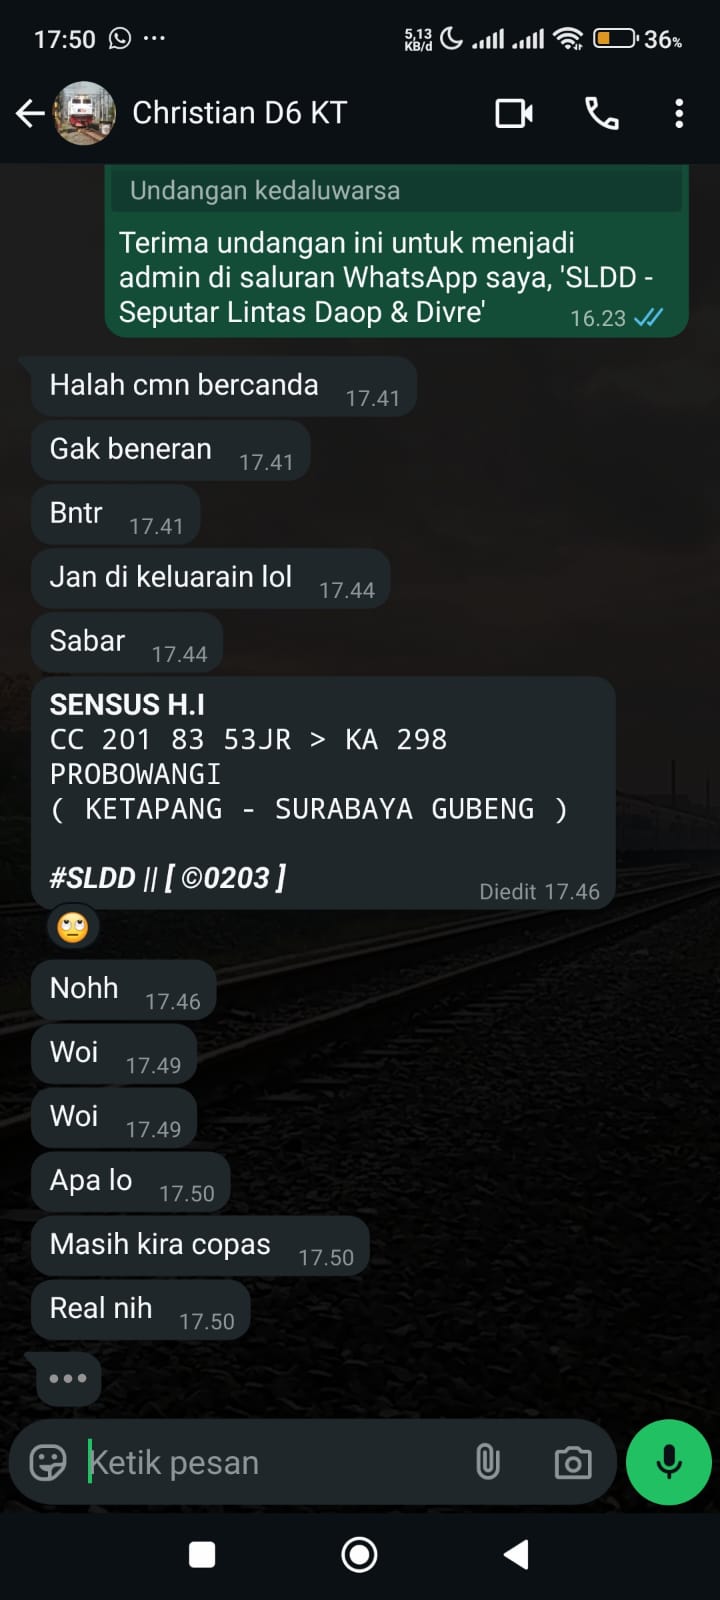 17:50
5,13
KB/d
36%
Christian D6 KT
Undangan kedaluwarsa
Terima undangan ini untuk menjadi
admin di saluran WhatsApp saya, 'SLDD -
Seputar Lintas Daop & Divre'
16.23
Halah cmn bercanda 17.41
Gak beneran 17.41
Bntr 17.41
Jan di keluarain lol 17.44
Sabar 17.44
SENSUS H.I
CC 201 83 53JR > KA 298
PROBOWANGI
( KETAPANG - SURABAYA GUBENG )
#SLDD || [ ©0203 ]
Diedit 17.46
Nohh 17.46
Woi 17.49
Woi 17.49
Apa lo 17.50
Masih kira copas 17.50
Real nih 17.50
Ketik pesan